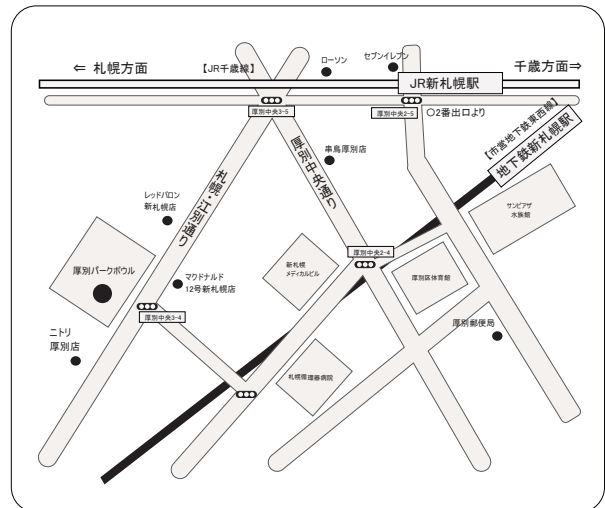 ⇐ 札幌方面
【JR千歳線】
ローソン
セブンイレブン
千歳方面⇒
JR新札幌駅
厚別中央3-5
厚別中央2-5
○2番出口より
【市営地下鉄東西線】
地下鉄新札幌駅
串鳥厚別店
厚別中央通り
札幌・江別通り
サンピアザ
水族館
レッドバロン
新札幌店
厚別中央2-4
新札幌
メディカルビル
厚別区体育館
厚別パークボウル
マクドナルド
12号新札幌店
厚別中央3-4
厚別郵便局
ニトリ
厚別店
札幌循環器病院